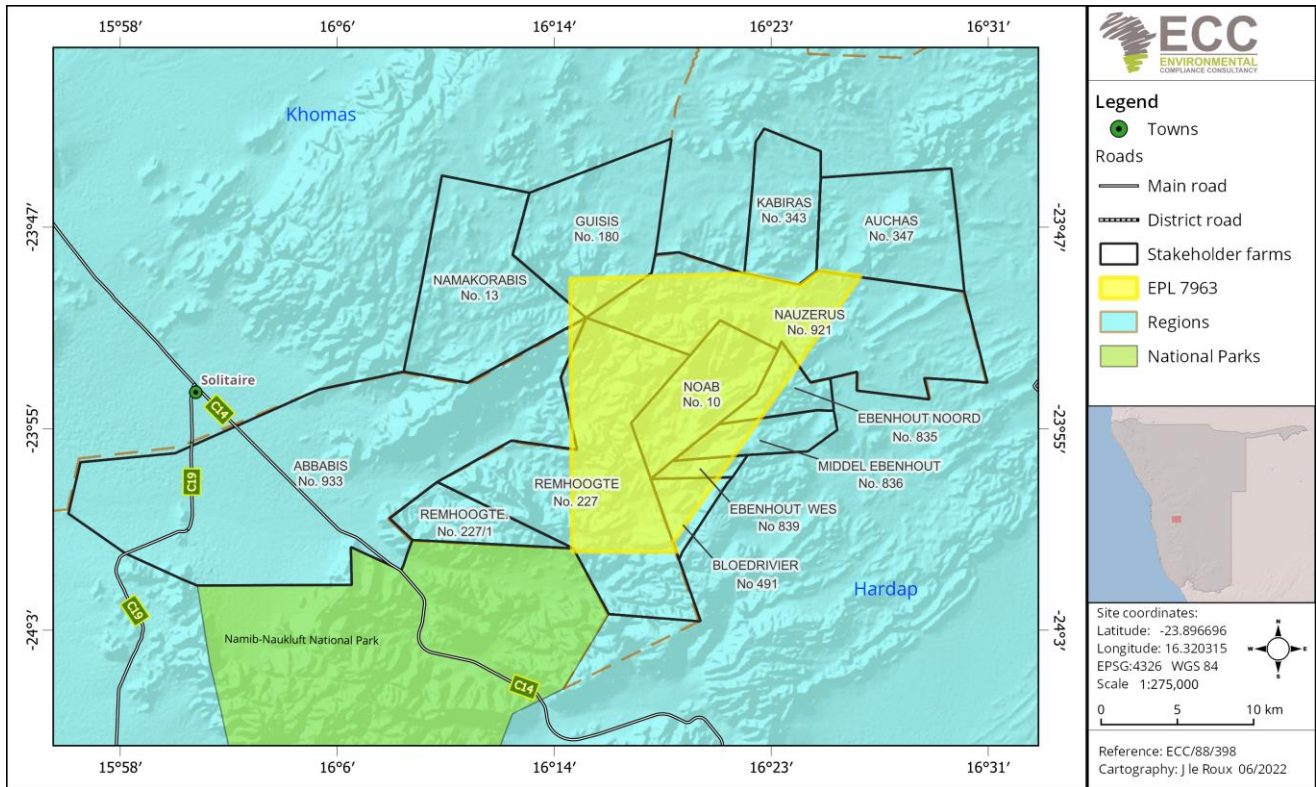 15°58′ 16°6′ 16°14′ 16°23′ 16°31′
-23°47′
-23°55′
-24°3′
Khomas
KABIRAS
No. 343
GUISIS
No. 180
AUCHAS
No. 347
NAMAKORABIS
No. 13
NAUZERUS
No. 921
Solitaire
C14
NOAB
No. 10
EBENHOUT NOORD
No. 835
ABBABIS
No. 933
C19
MIDDEL EBENHOUT
No. 836
REMHOOGTE
No. 227
REMHOOGTE
No. 227/1
EBENHOUT WES
No 839
BLOEDRIVIER
No 491
Hardap
C19
Namib-Naukluft National Park
C14
-23°47′
-23°55′
-24°3′
15°58′ 16°6′ 16°14′ 16°23′ 16°31′
ECC
ENVIRONMENTAL
COMPLIANCE CONSULTANCY
Legend
Towns
Roads
Main road
District road
Stakeholder farms
EPL 7963
Regions
National Parks
Site coordinates:
Latitude: -23.896696
Longitude: 16.320315
EPSG:4326 WGS 84
Scale 1:275,000
N
W E
S
0 5 10 km
Reference: ECC/88/398
Cartography: J le Roux 06/2022